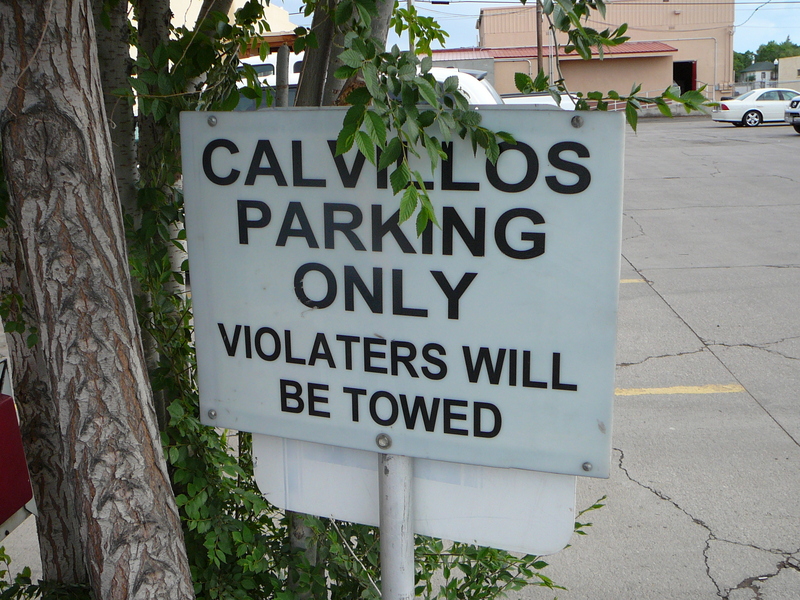 CALVILLOS
PARKING
ONLY
VIOLATERS WILL
BE TOWED